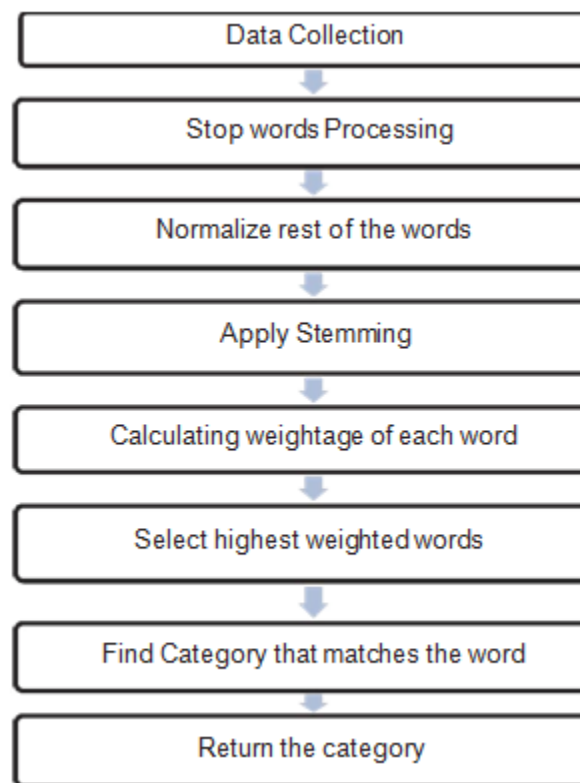 Data Collection
Stop words Processing
Normalize rest of the words
Apply Stemming
Calculating weightage of each word
Select highest weighted words
Find Category that matches the word
Return the category